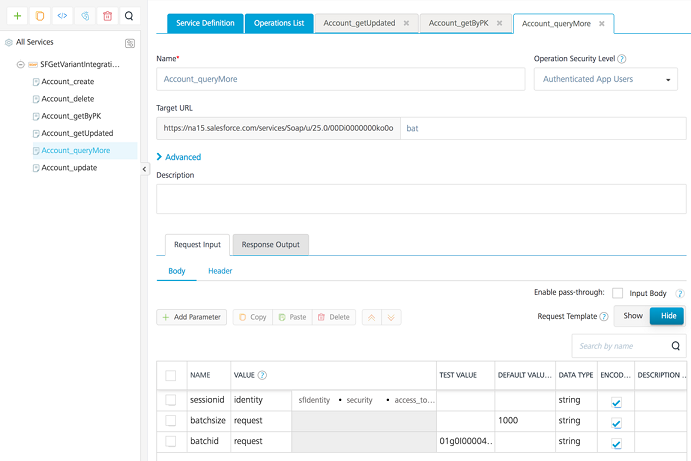 Service Definition
Operations List
Account_getUpdated
Account_getByPK
Account_queryMore
All Services
SFGetVariantIntegrati...
Account_create
Account_delete
Account_getByPK
Account_getUpdated
Account_queryMore
Account_update
Name*
Operation Security Level
Account_queryMore
Authenticated App Users
Target URL
https://na15.salesforce.com/services/Soap/u/25.0/00Di0000000ko0o
bat
Advanced
Description
Request Input
Response Output
Body
Header
Enable pass-through: Input Body
+ Add Parameter Copy Paste Delete
Request Template Show Hide
Search by name
NAME VALUE TEST VALUE DEFAULT VALU... DATA TYPE ENCOD... DESCRIPTION ...
sessionid identity sfidentity • security • access_to... string
batchsize request 1000 string
batchid request 01g0I00004... string